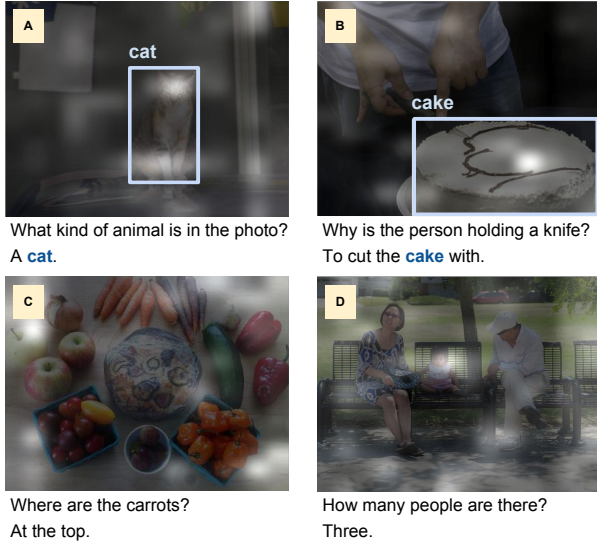 A
cat
What kind of animal is in the photo?
A cat.
B
cake
Why is the person holding a knife?
To cut the cake with.
C
Where are the carrots?
At the top.
D
How many people are there?
Three.